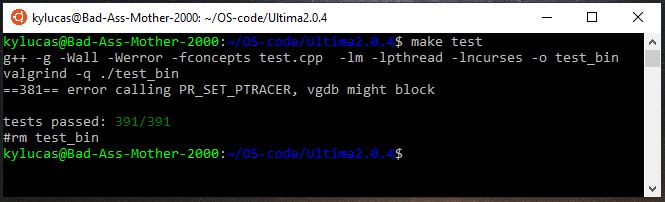 kylucas@Bad-Ass-Mother-2000: ~/OS-code/Ultima2.0.4
kylucas@Bad-Ass-Mother-2000:~/OS-code/Ultima2.0.4$ make test
g++ -g -Wall -Werror -fconcepts test.cpp  -lm -lpthread -lncurses -o test_bin
valgrind -q ./test_bin
==381== error calling PR_SET_PTRACER, vgdb might block
tests passed: 391/391
#rm test_bin
kylucas@Bad-Ass-Mother-2000:~/OS-code/Ultima2.0.4$